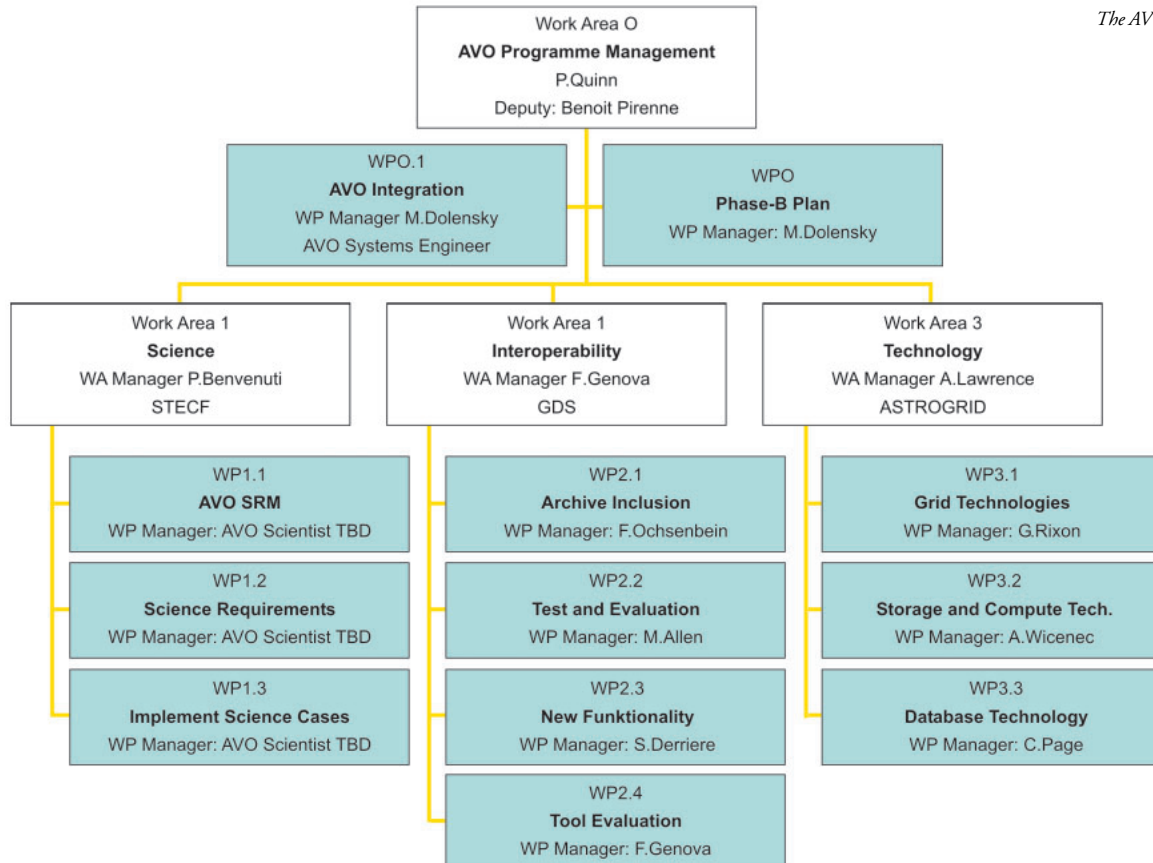 The AV
Work Area O
AVO Programme Management
P.Quinn
Deputy: Benoit Pirenne
WPO.1
AVO Integration
WP Manager M.Dolensky
AVO Systems Engineer
WPO
Phase-B Plan
WP Manager: M.Dolensky
Work Area 1
Science
WA Manager P.Benvenuti
STECF
Work Area 1
Interoperability
WA Manager F.Genova
GDS
Work Area 3
Technology
WA Manager A.Lawrence
ASTROGRID
WP1.1
AVO SRM
WP Manager: AVO Scientist TBD
WP1.2
Science Requirements
WP Manager: AVO Scientist TBD
WP1.3
Implement Science Cases
WP Manager: AVO Scientist TBD
WP2.1
Archive Inclusion
WP Manager: F.Ochsenbein
WP2.2
Test and Evaluation
WP Manager: M.Allen
WP2.3
New Funktionality
WP Manager: S.Derriere
WP2.4
Tool Evaluation
WP Manager: F.Genova
WP3.1
Grid Technologies
WP Manager: G.Rixon
WP3.2
Storage and Compute Tech.
WP Manager: A.Wicenec
WP3.3
Database Technology
WP Manager: C.Page